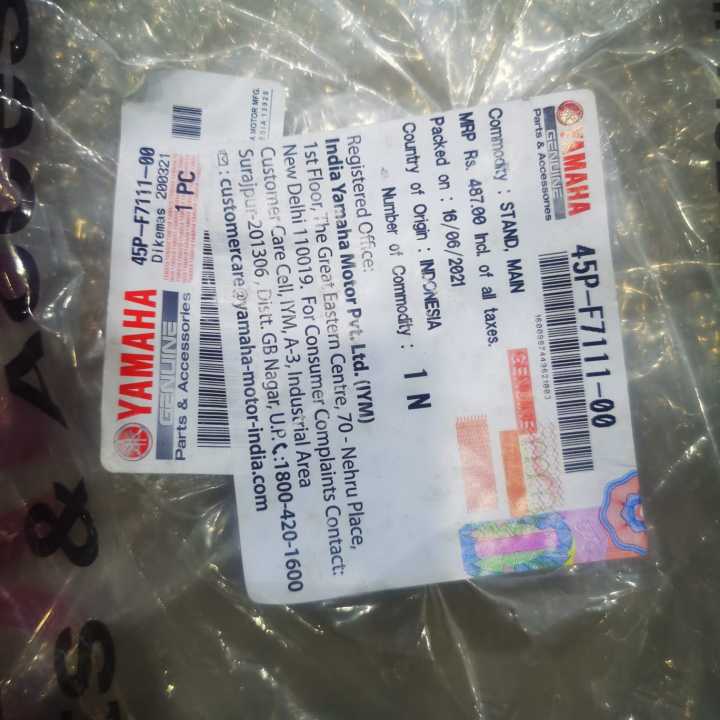 YAMAHA
GENUINE
Parts & Accessories
45P-F7111-00
1600987443621003
Commodity : STAND, MAIN
MRP Rs. 487.00 Incl. of all taxes.
Packed on : 16/06/2021
Country of Origin : INDONESIA
Number of Commodity : 1 N
GENUINE
Registered Office:
India Yamaha Motor Pvt. Ltd. (IYM)
1st Floor, The Great Eastern Centre, 70 - Nehru Place,
New Delhi 110019. For Consumer Complaints Contact:
Customer Care Cell, IYM, A-3, Industrial Area
Surajpur-201306, Distt. GB Nagar, U.P. :1800-420-1600
: customercare@yamaha-motor-india.com
YAMAHA
GENUINE
Parts & Accessories
45P-F7111-00
Dikemas 200321
1 PC
MOTOR MFG.
&